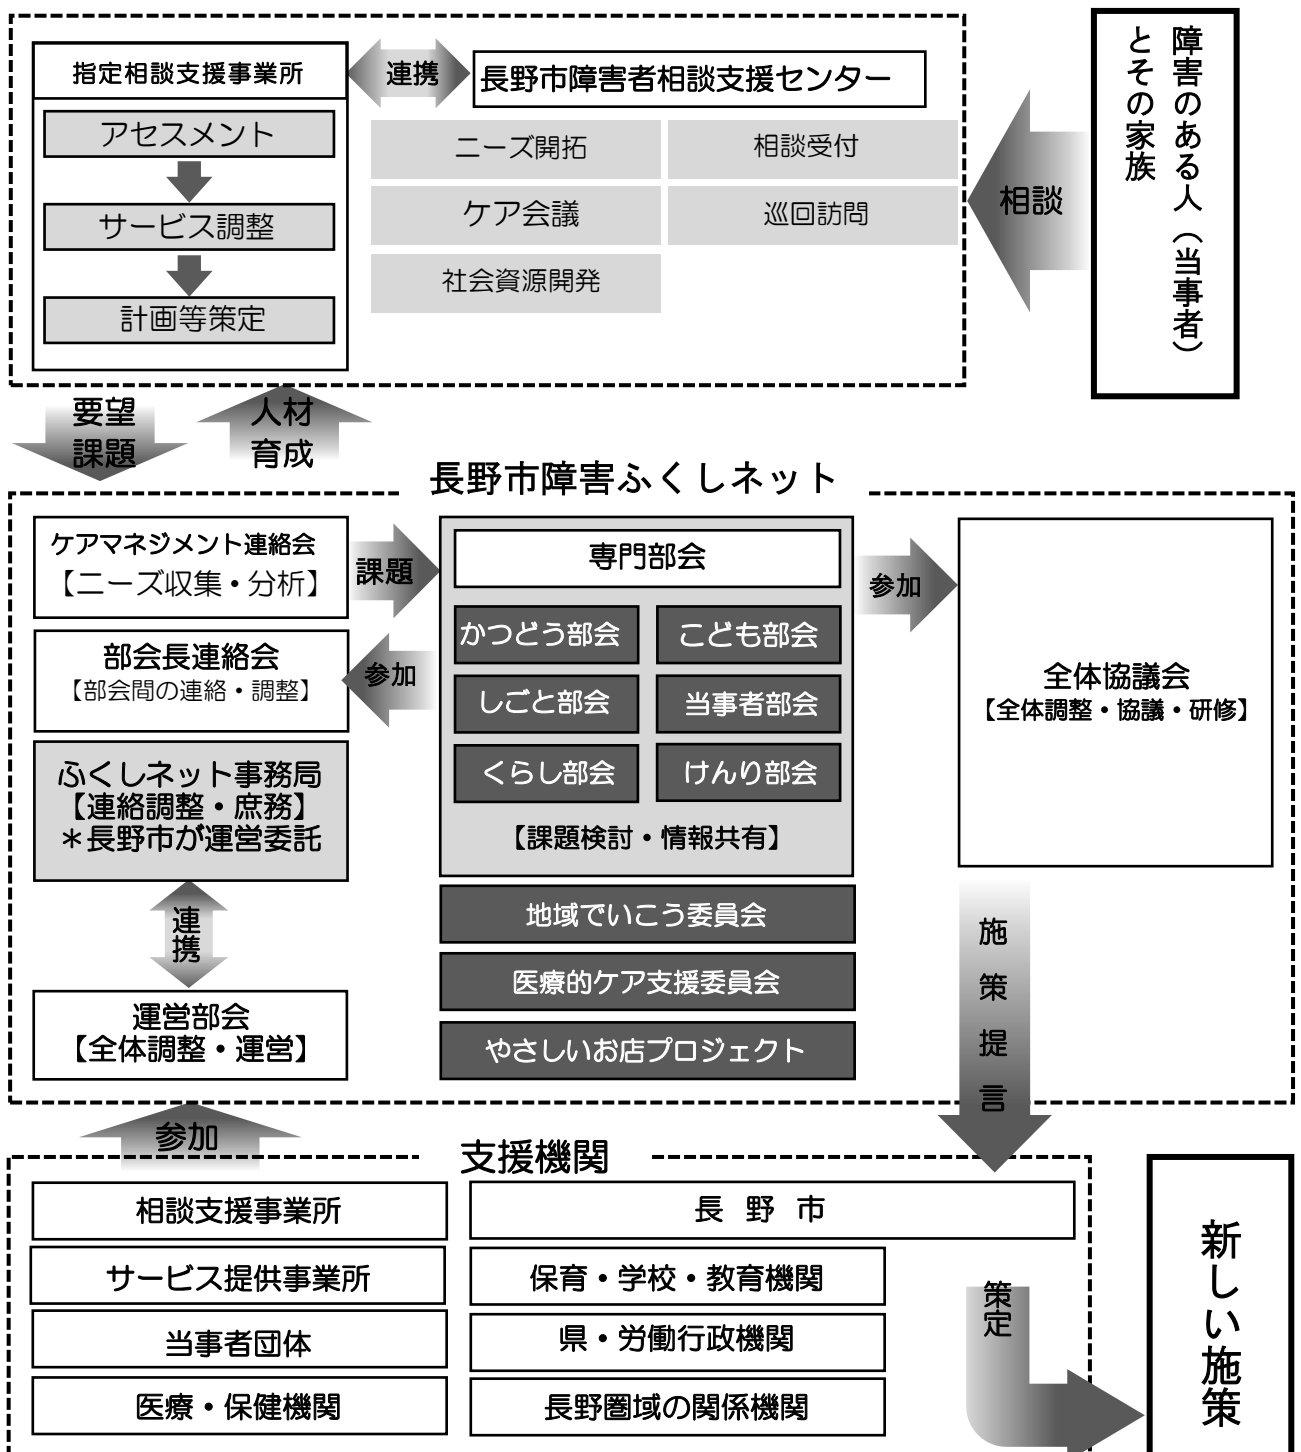 指定相談支援事業所
連携
長野市障害者相談支援センター
アセスメント
サービス調整
計画等策定
ニーズ開拓
相談受付
ケア会議
巡回訪問
社会資源開発
相談
障害のある人（当事者）
とその家族
要望
課題
人材
育成
長野市障害ふくしネット
ケアマネジメント連絡会
【ニーズ収集・分析】
課題
部会長連絡会
【部会間の連絡・調整】
参加
ふくしネット事務局
【連絡調整・庶務】
＊長野市が運営委託
連携
運営部会
【全体調整・運営】
専門部会
かつどう部会
こども部会
しごと部会
当事者部会
くらし部会
けんり部会
【課題検討・情報共有】
地域でいこう委員会
医療的ケア支援委員会
やさしいお店プロジェクト
参加
全体協議会
【全体調整・協議・研修】
施策提言
参加
支援機関
相談支援事業所
長野市
サービス提供事業所
保育・学校・教育機関
当事者団体
県・労働行政機関
医療・保健機関
長野圏域の関係機関
策定
新しい施策